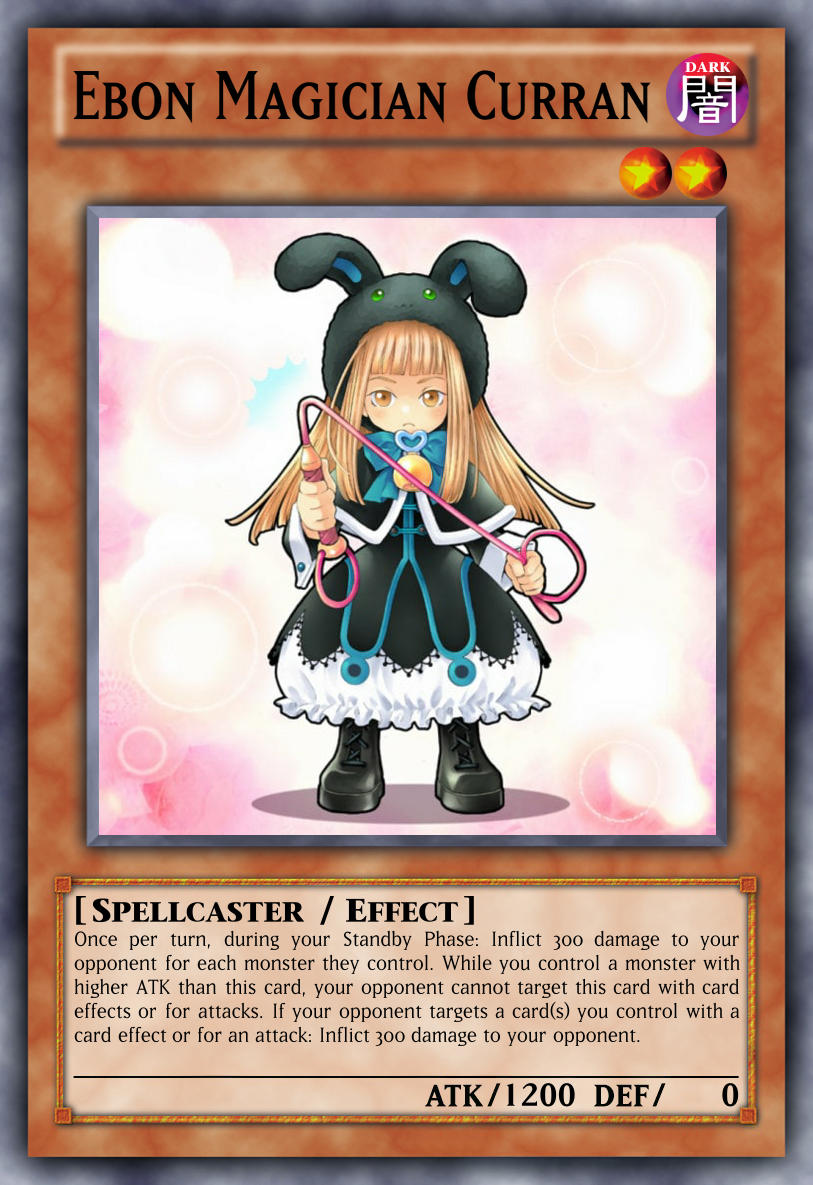 Ebon Magician Curran
DARK
闇
[ Spellcaster / Effect ]
Once per turn, during your Standby Phase: Inflict 300 damage to your
opponent for each monster they control. While you control a monster with
higher ATK than this card, your opponent cannot target this card with card
effects or for attacks. If your opponent targets a card(s) you control with a
card effect or for an attack: Inflict 300 damage to your opponent.
ATK/1200 DEF/ 0